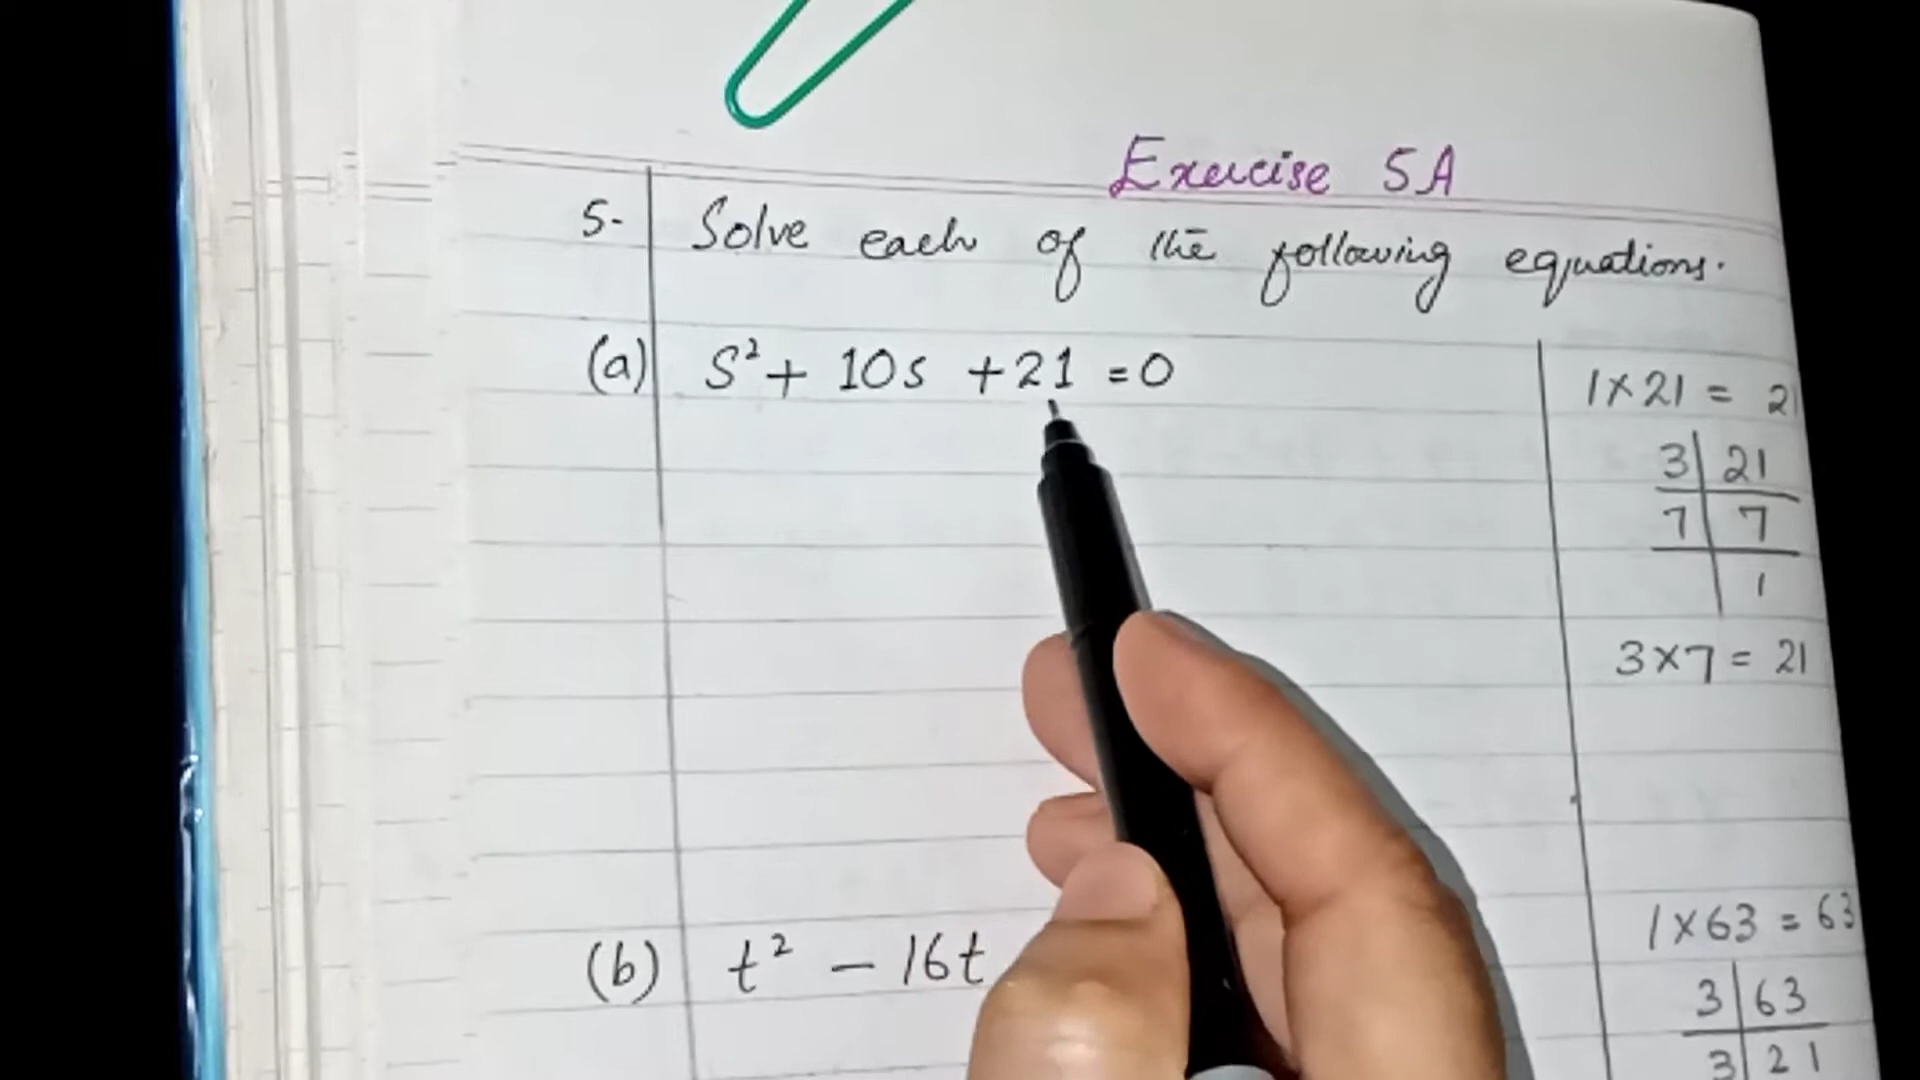 Exercise 5A
5. Solve each of the following equations.
(a) s² + 10s + 21 = 0
1 × 21 = 21
3 | 21
7 | 7
1
3 × 7 = 21
(b) t² - 16t
1 × 63 = 63
3 | 63
3 | 21